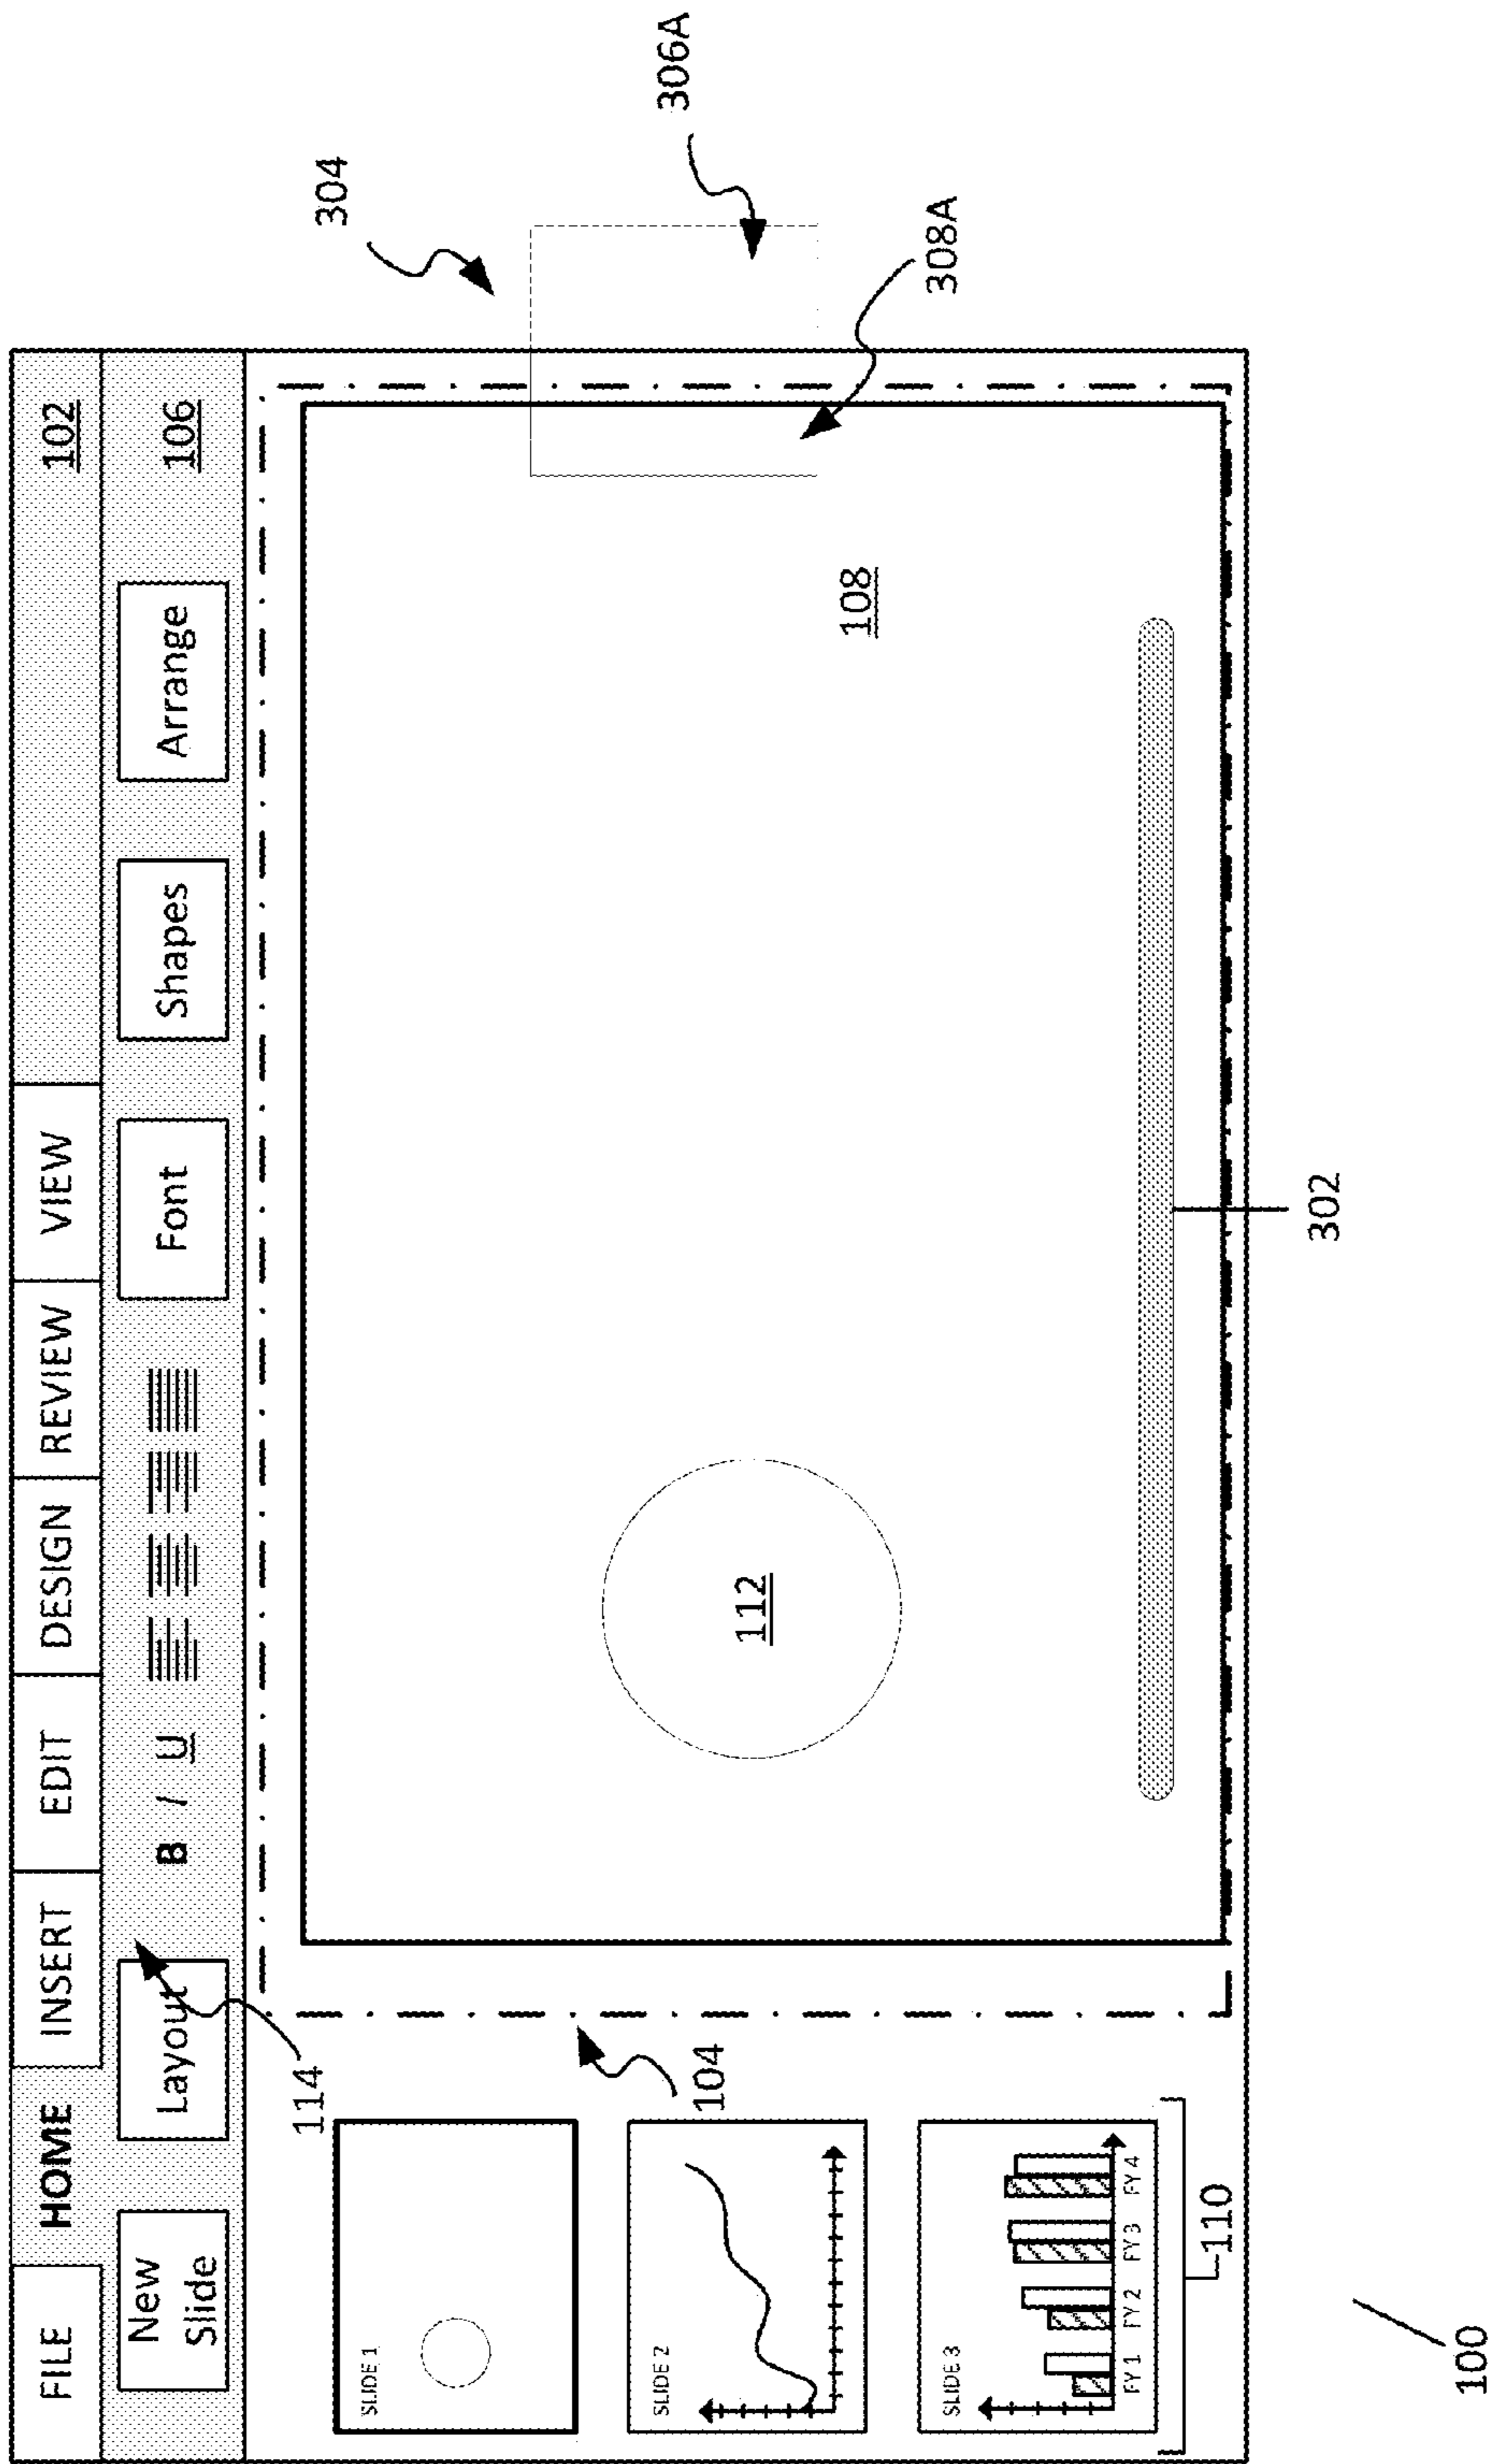 FILE HOME INSERT EDIT DESIGN REVIEW VIEW 102
New Slide Layout B I U Font Shapes Arrange 106
114
304
SLIDE 1
104
306A
112
308A
SLIDE 2
108
SLIDE 3
FY 1 FY 2 FY 3 FY 4
110
302
100